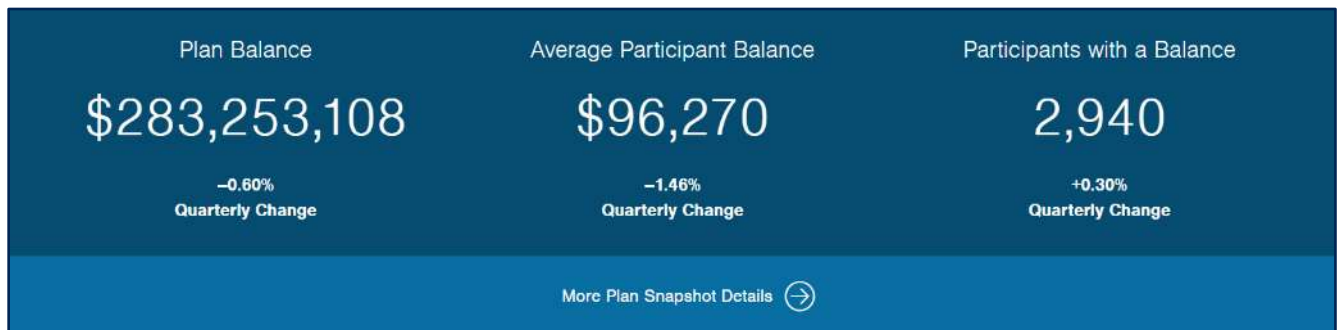 Plan Balance
Average Participant Balance
Participants with a Balance
$283,253,108
$96,270
2,940
–0.60%
–1.46%
+0.30%
Quarterly Change
Quarterly Change
Quarterly Change
More Plan Snapshot Details